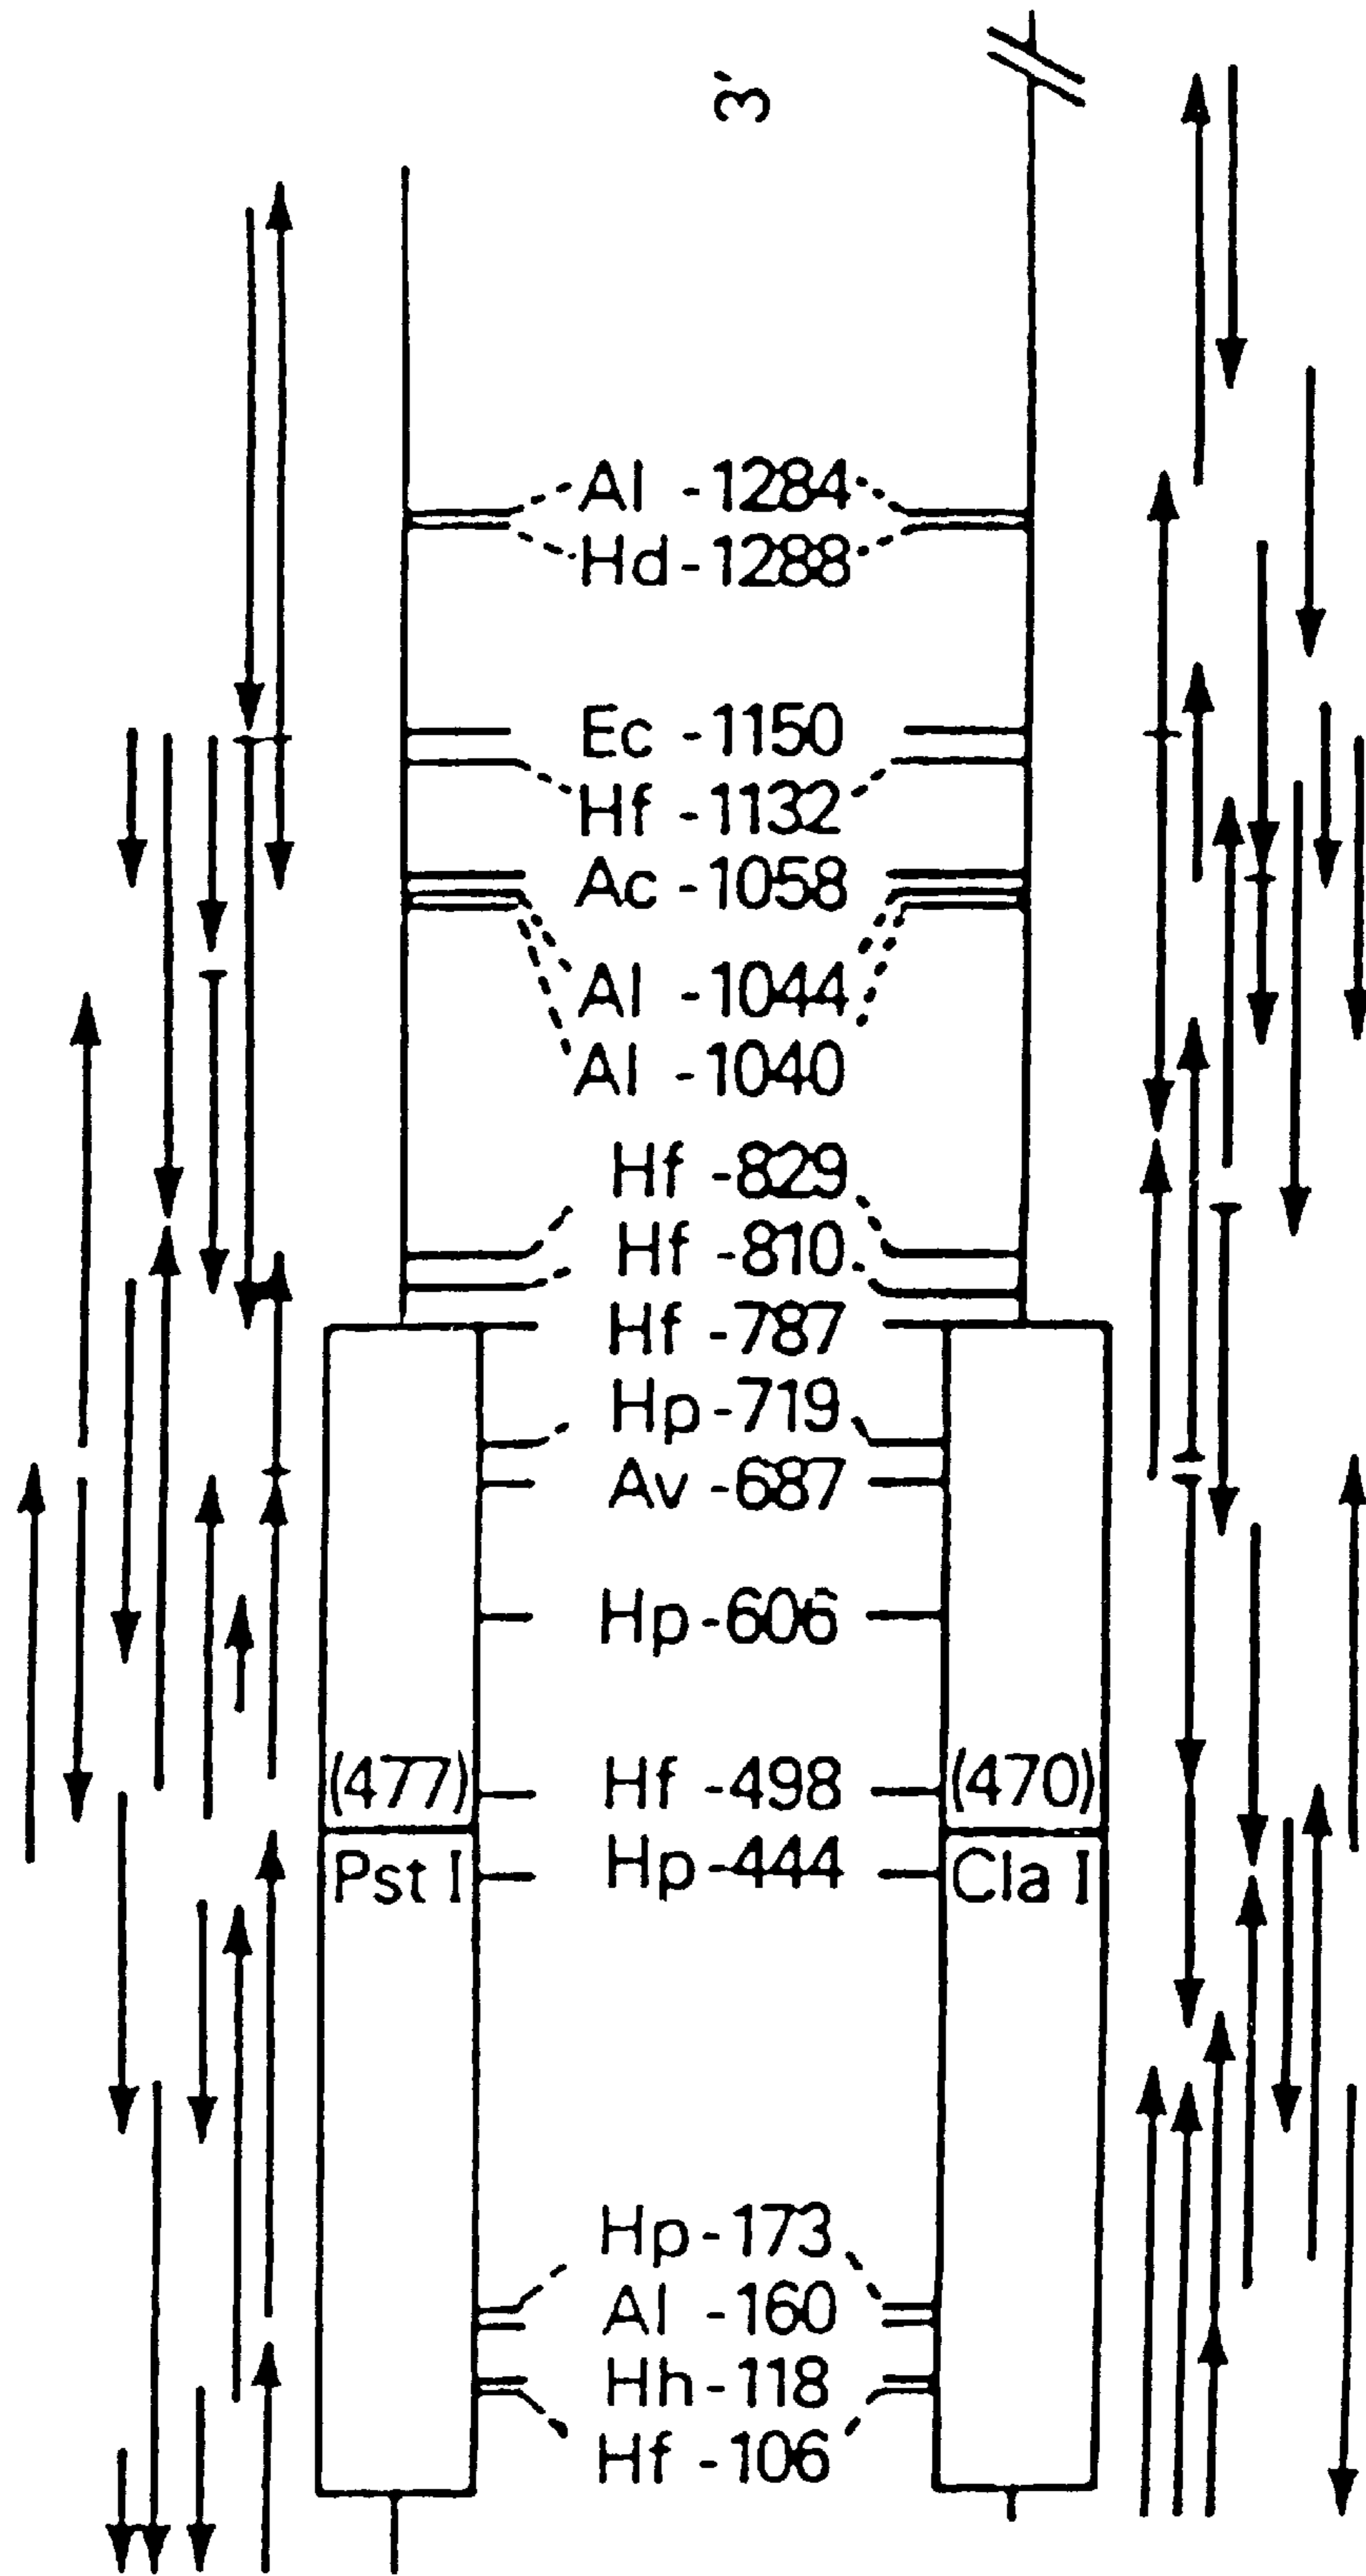 3'
Al -1284
Hd -1288
Ec -1150
Hf -1132
Ac -1058
Al -1044
Al -1040
Hf -829
Hf -810
Hf -787
Hp -719
Av -687
Hp -606
(477) Hf -498 (470)
Pst I Hp -444 Cla I
Hp -173
Al -160
Hh -118
Hf -106